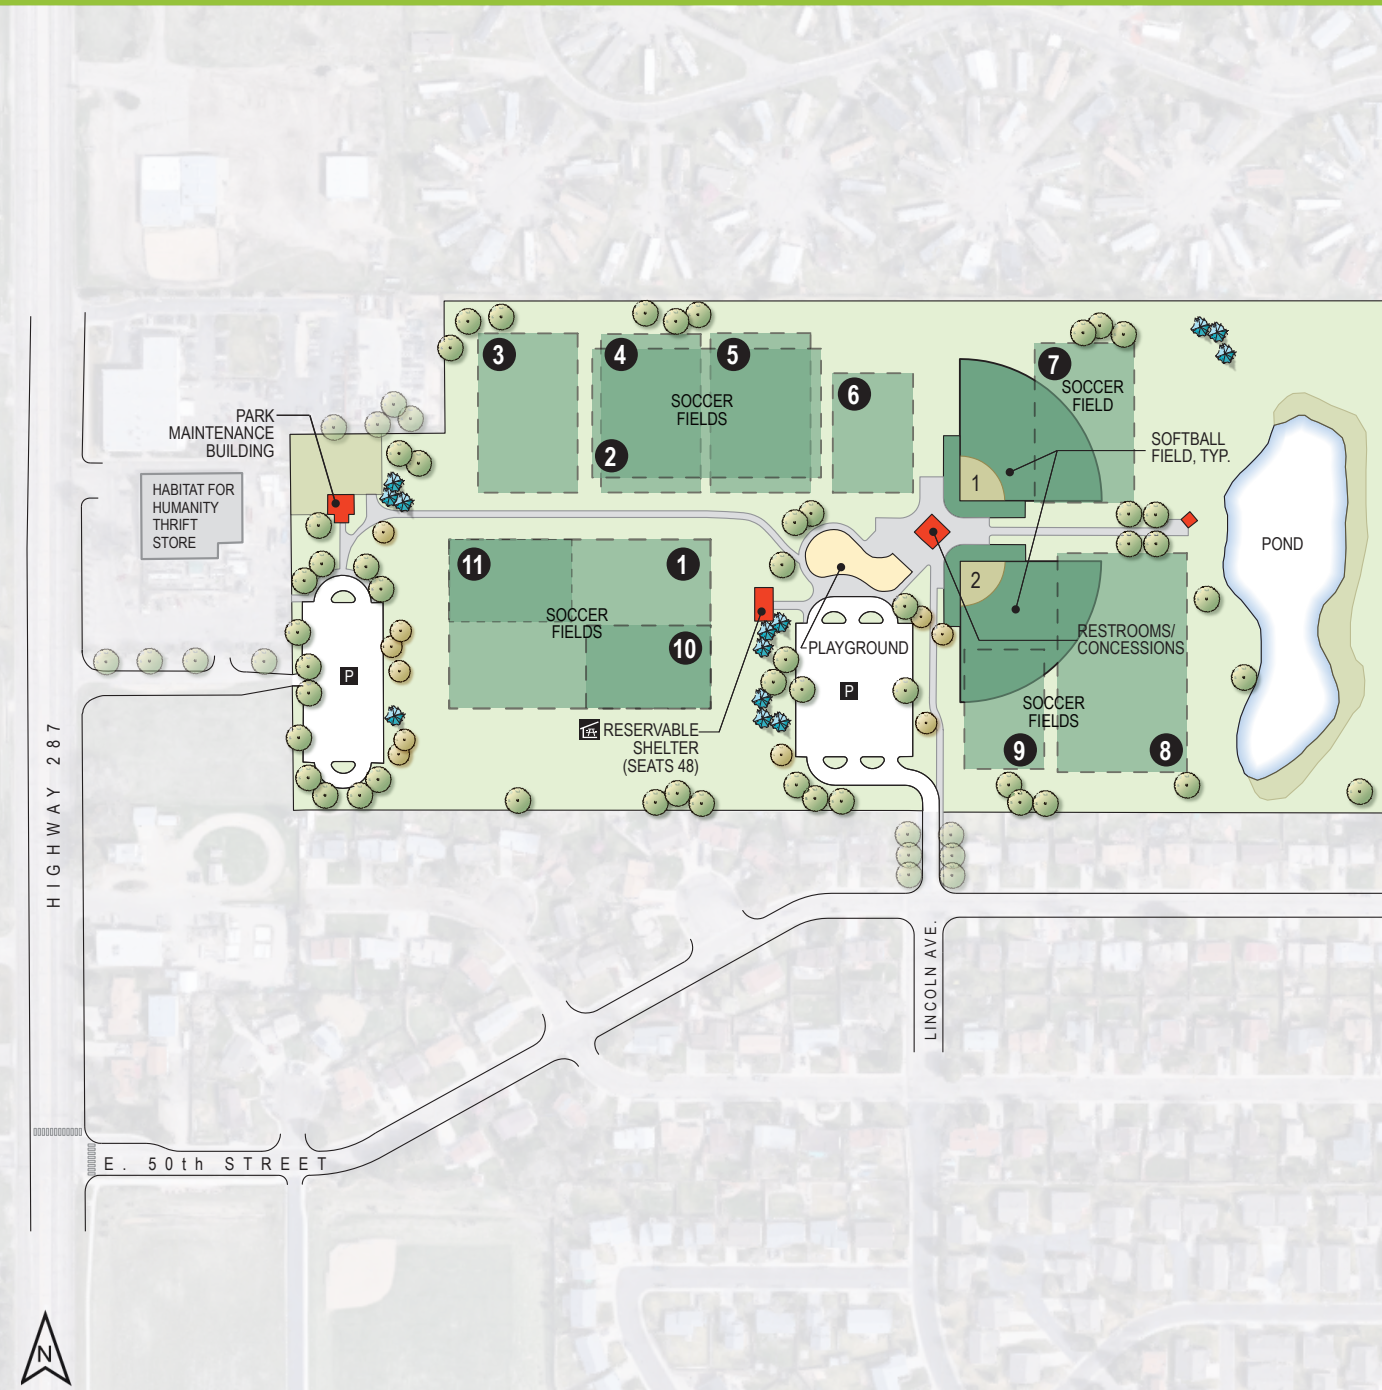 3
4
5
6
7
SOCCER
FIELD
SOCCER
FIELDS
2
PARK
MAINTENANCE
BUILDING
SOFTBALL
FIELD, TYP.
1
HABITAT FOR
HUMANITY
THRIFT
STORE
POND
11
1
2
SOCCER
FIELDS
10
RESTROOMS/
CONCESSIONS
PLAYGROUND
P
P
RESERVABLE
SHELTER
(SEATS 48)
SOCCER
FIELDS
9
8
HIGHWAY 287
LINCOLN AVE.
E. 50th STREET
N